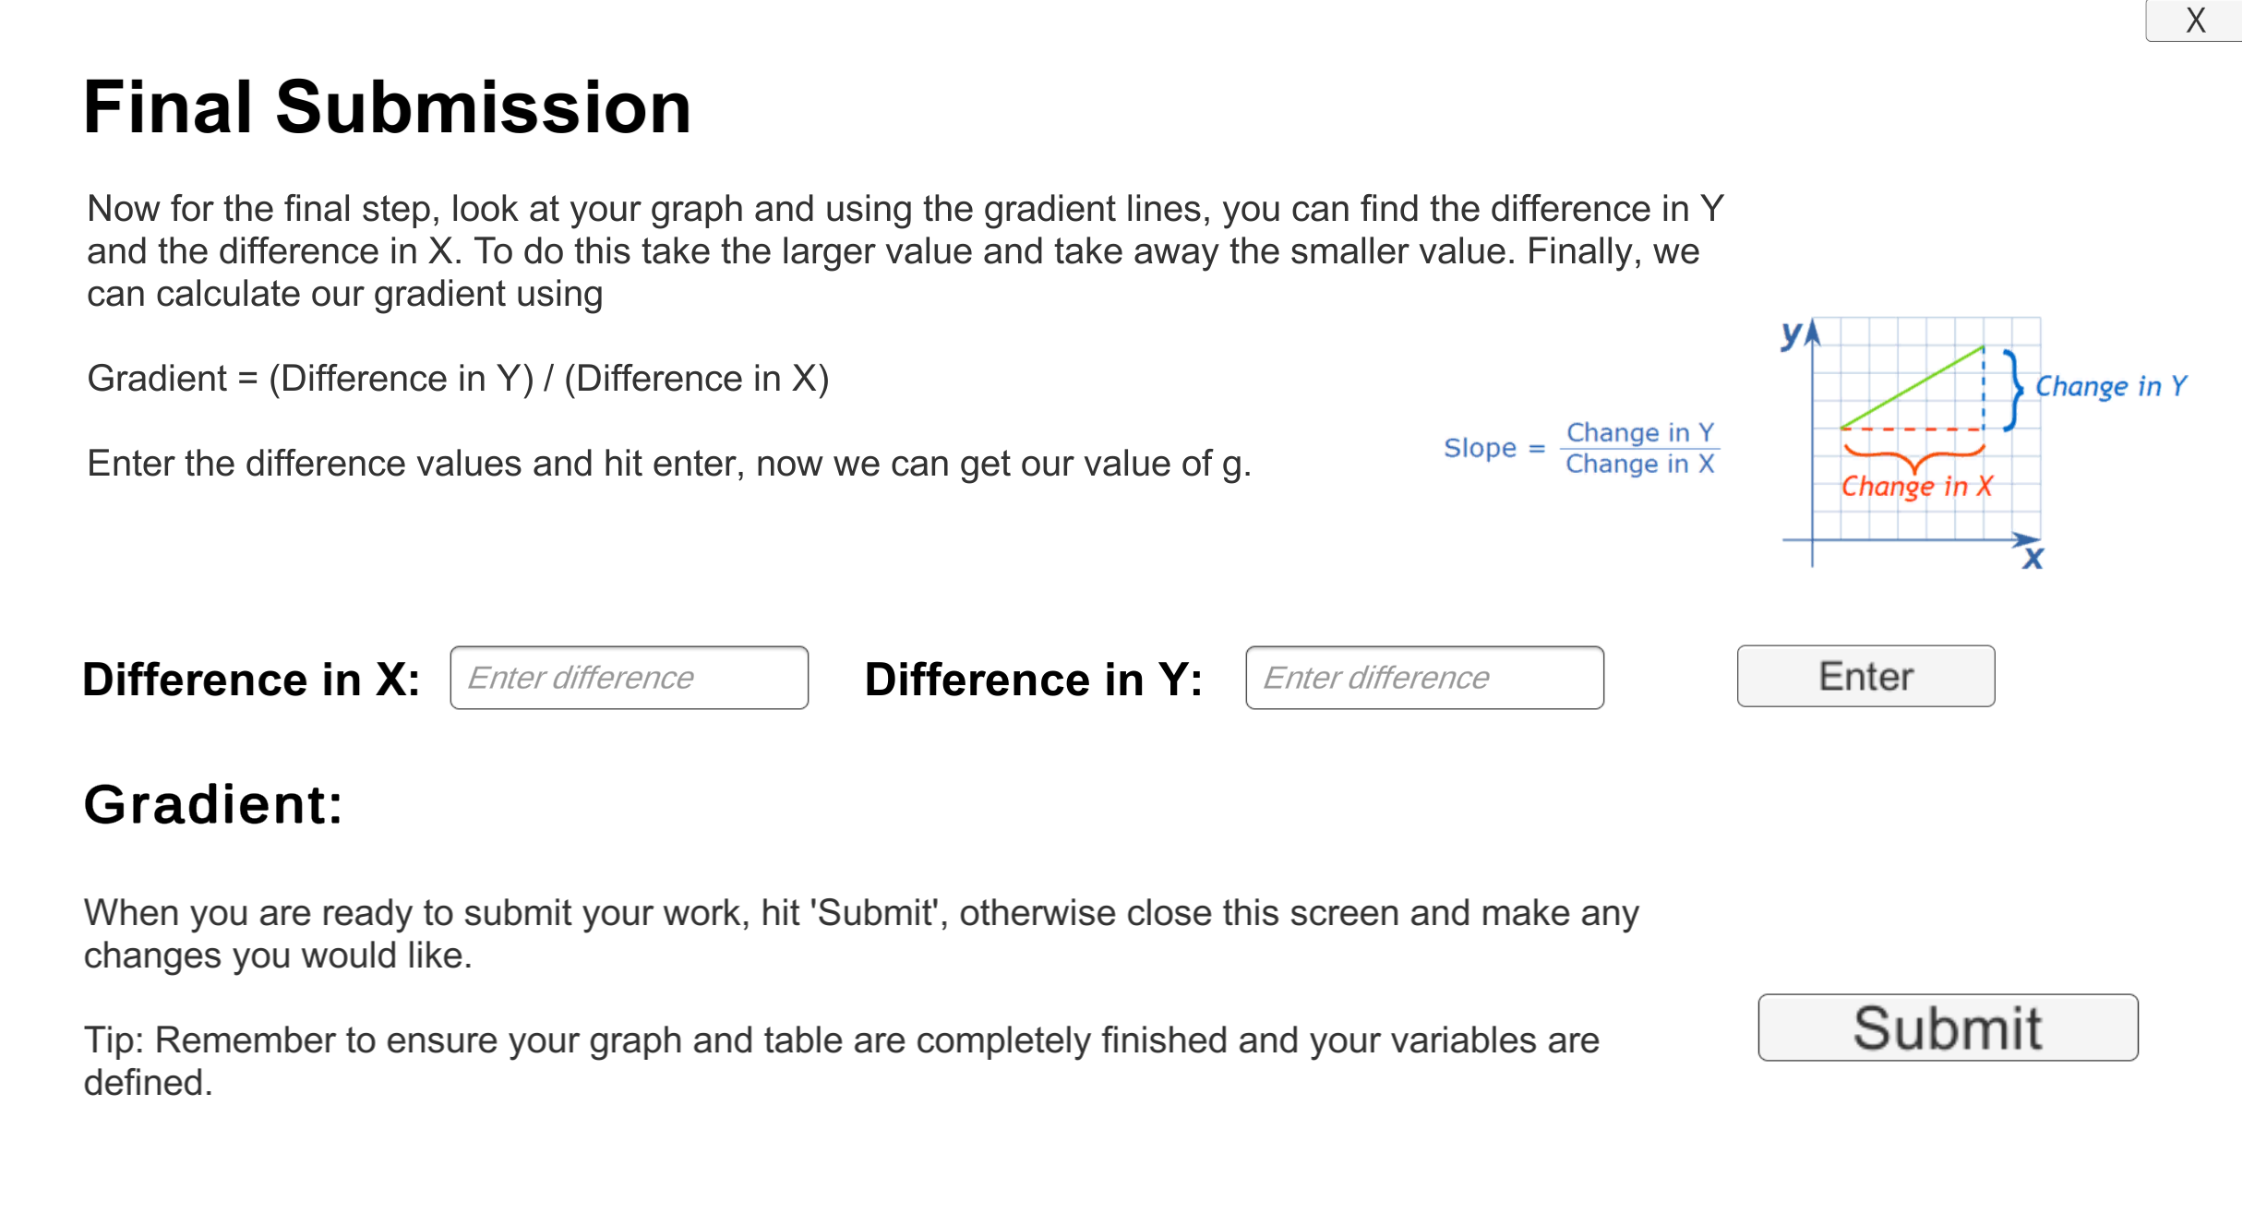 X
Final Submission
Now for the final step, look at your graph and using the gradient lines, you can find the difference in Y
and the difference in X. To do this take the larger value and take away the smaller value. Finally, we
can calculate our gradient using
Gradient = (Difference in Y) / (Difference in X)
Enter the difference values and hit enter, now we can get our value of g.
Slope = Change in Y
Change in X
y
Change in Y
Change in X
x
Difference in X: Enter difference Difference in Y: Enter difference Enter
Gradient:
When you are ready to submit your work, hit 'Submit', otherwise close this screen and make any
changes you would like.
Tip: Remember to ensure your graph and table are completely finished and your variables are
defined.
Submit